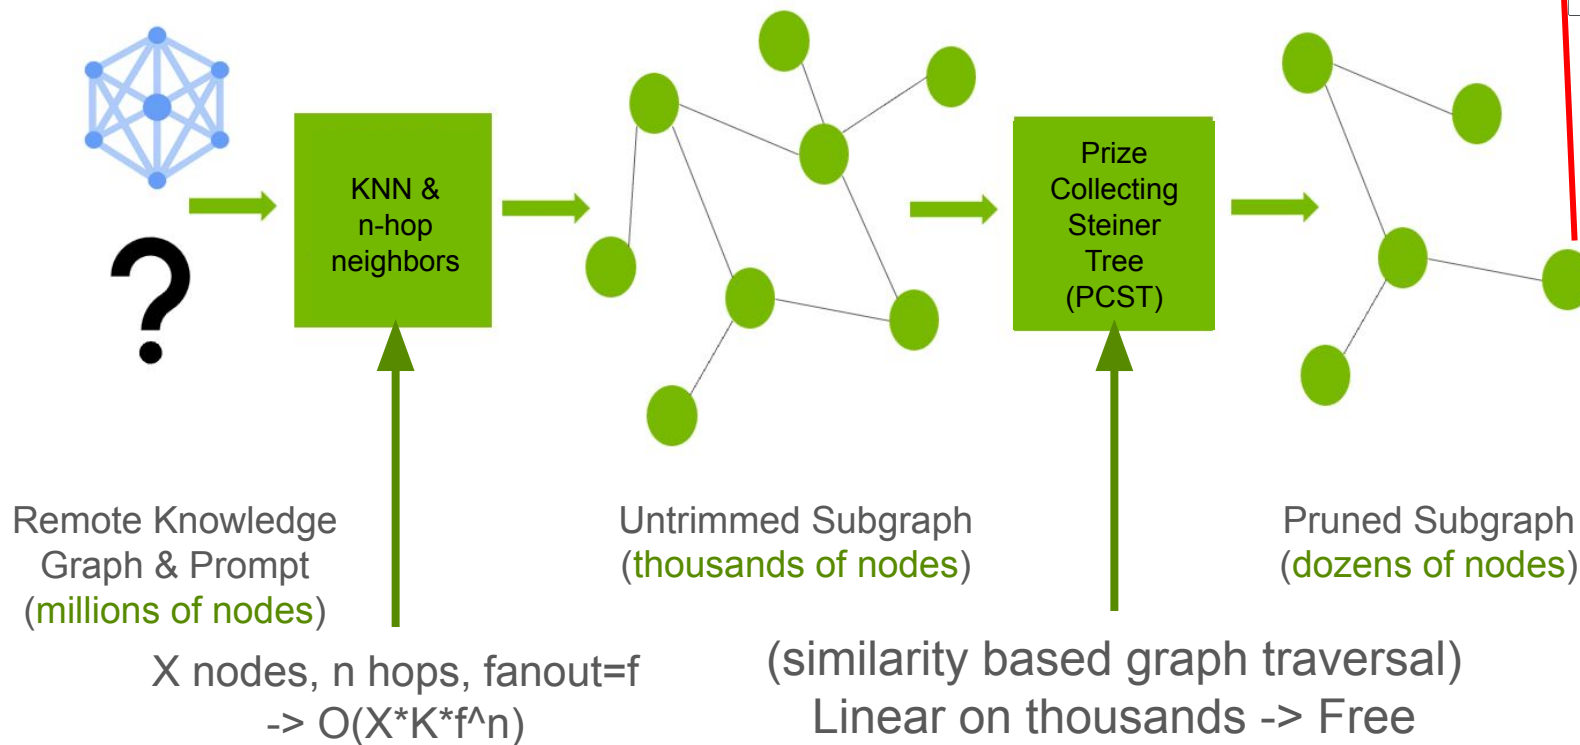 ?
KNN &
n-hop
neighbors
Prize
Collecting
Steiner
Tree
(PCST)
Remote Knowledge
Graph & Prompt
(millions of nodes)
Untrimmed Subgraph
(thousands of nodes)
Pruned Subgraph
(dozens of nodes)
X nodes, n hops, fanout=f
-> O(X*K*f^n)
(similarity based graph traversal)
Linear on thousands -> Free